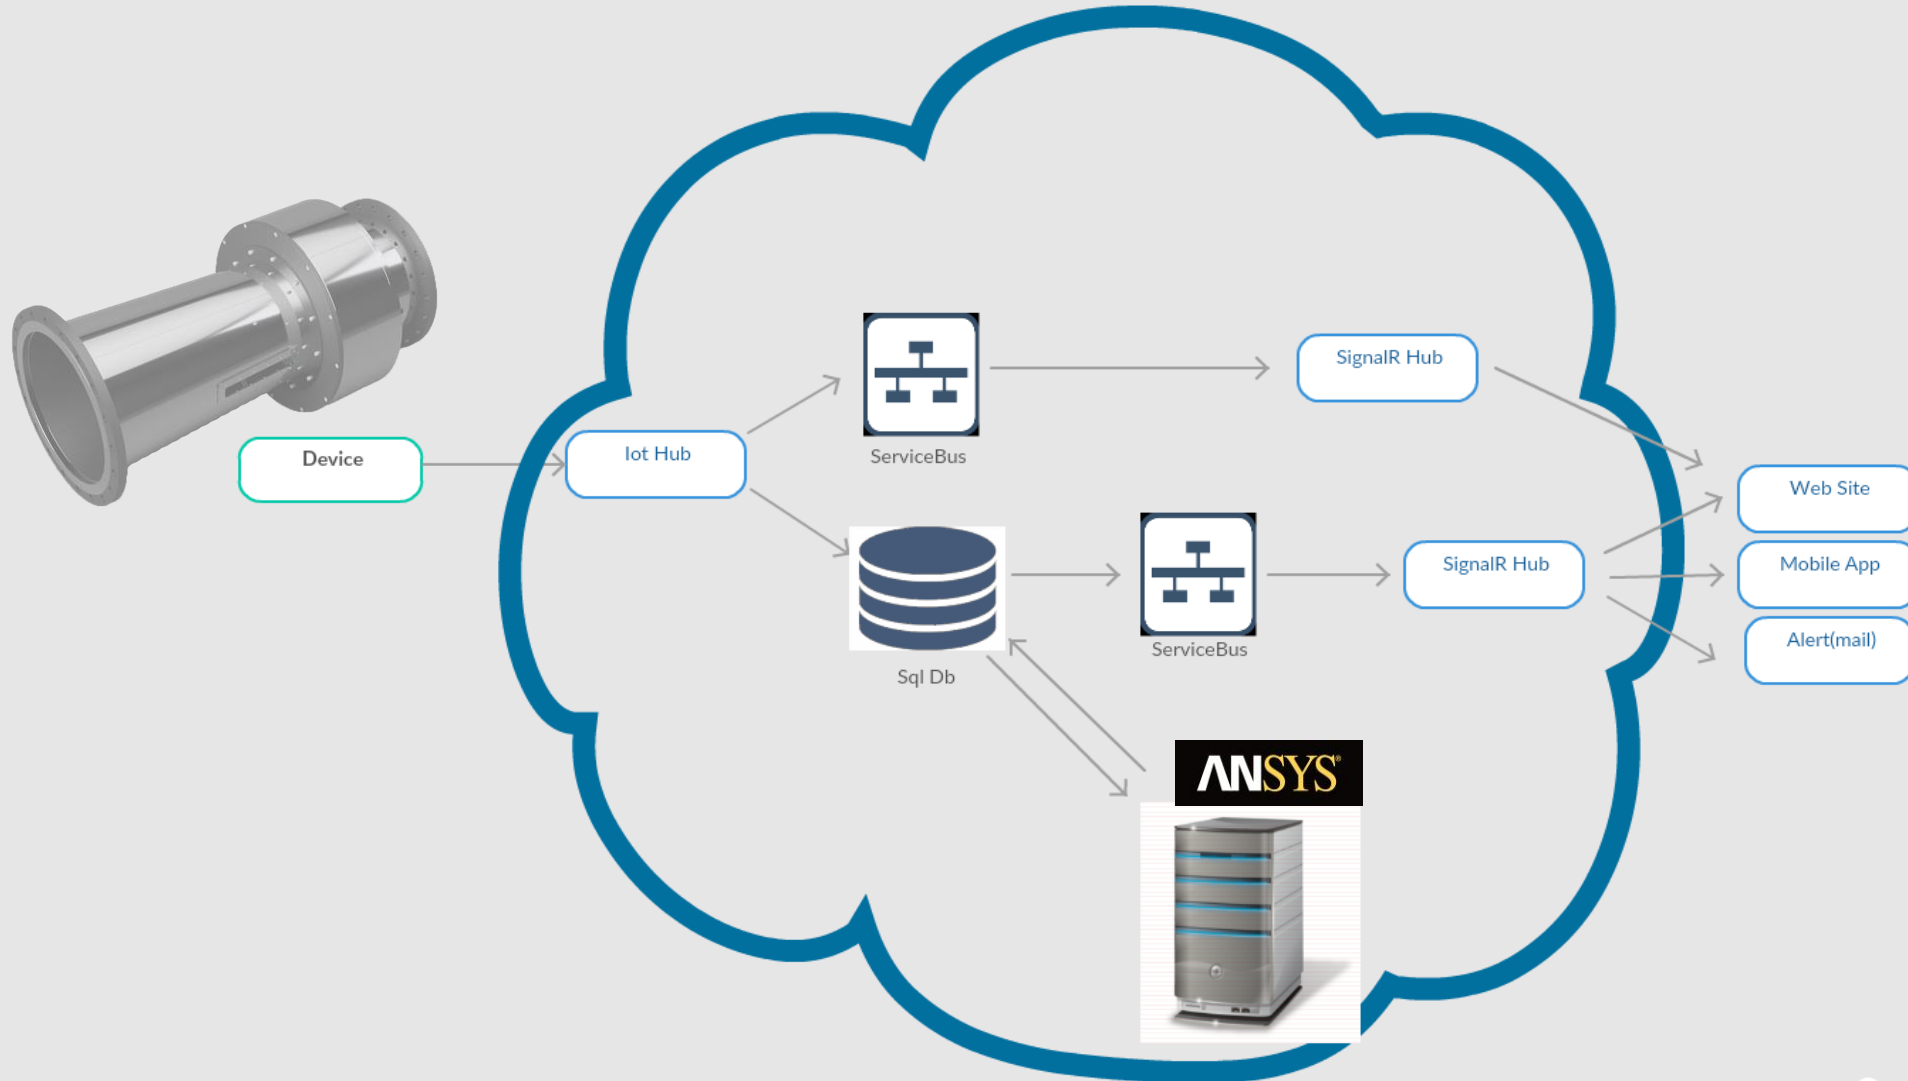 SignalR Hub
ServiceBus
Device
Iot Hub
Web Site
SignalR Hub
Mobile App
ServiceBus
Alert(mail)
Sql Db
ANSYS®